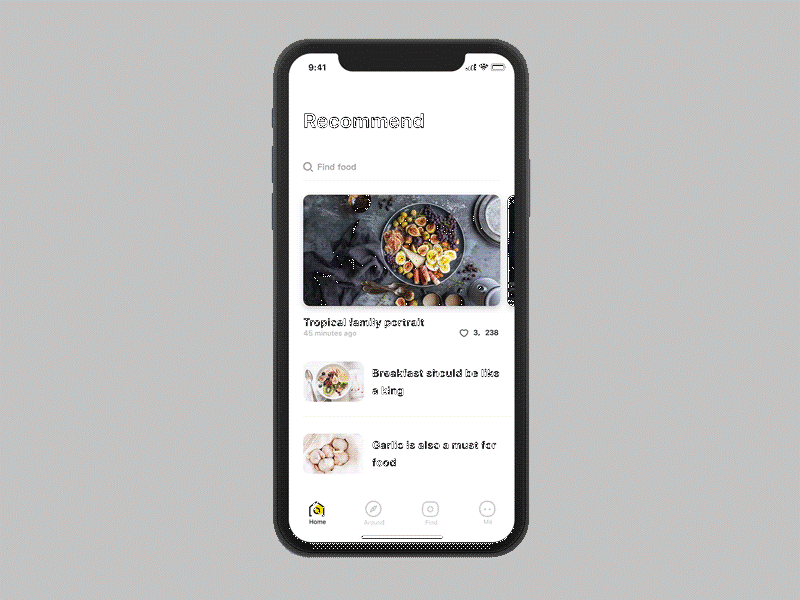 9:41
Recommend
Find food
Tropical family portrait
45 minutes ago
3, 238
Breakfast should be like
a king
Garlic is also a must for
food
Home
Around
Me